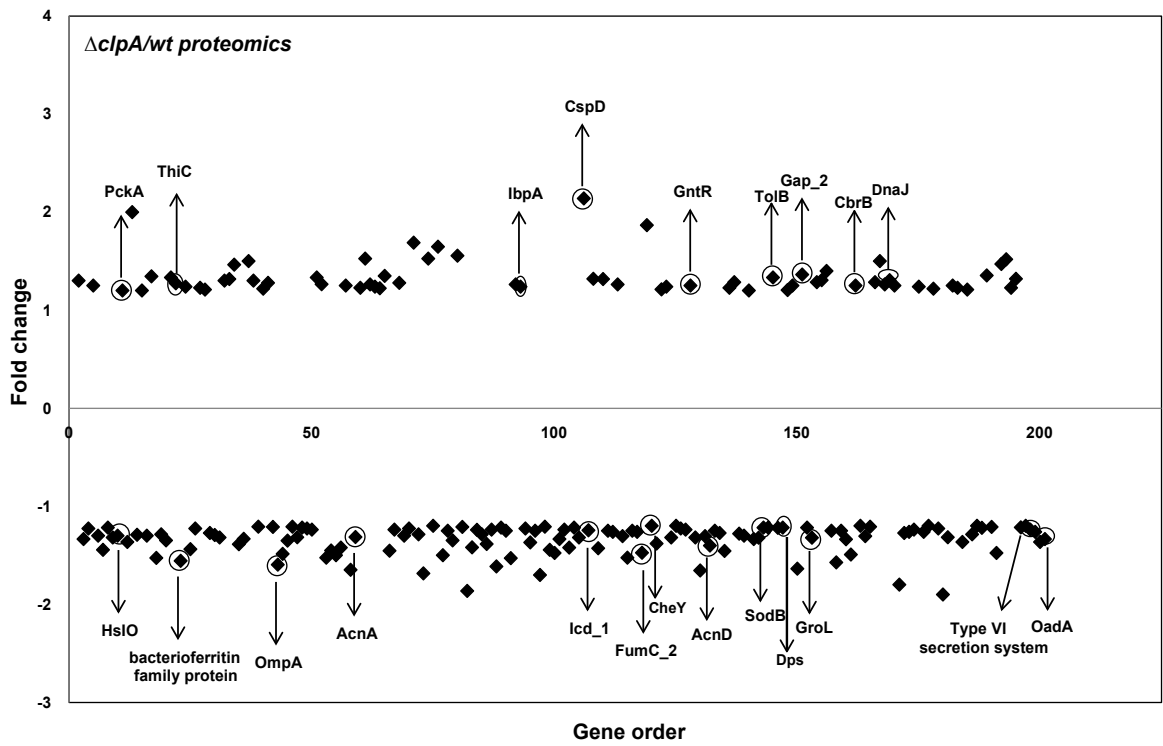 4
ΔclpA/wt proteomics
3
CspD
ThiC
PckA
IbpA
GntR
TolB
Gap_2
CbrB
DnaJ
2
1
0
Fold change
0
50
100
150
200
-1
-2
HslO
bacterioferritin
family protein
OmpA
AcnA
Icd_1
FumC_2
CheY
AcnD
SodB
Dps
GroL
Type VI
secretion system
OadA
-3
Gene order